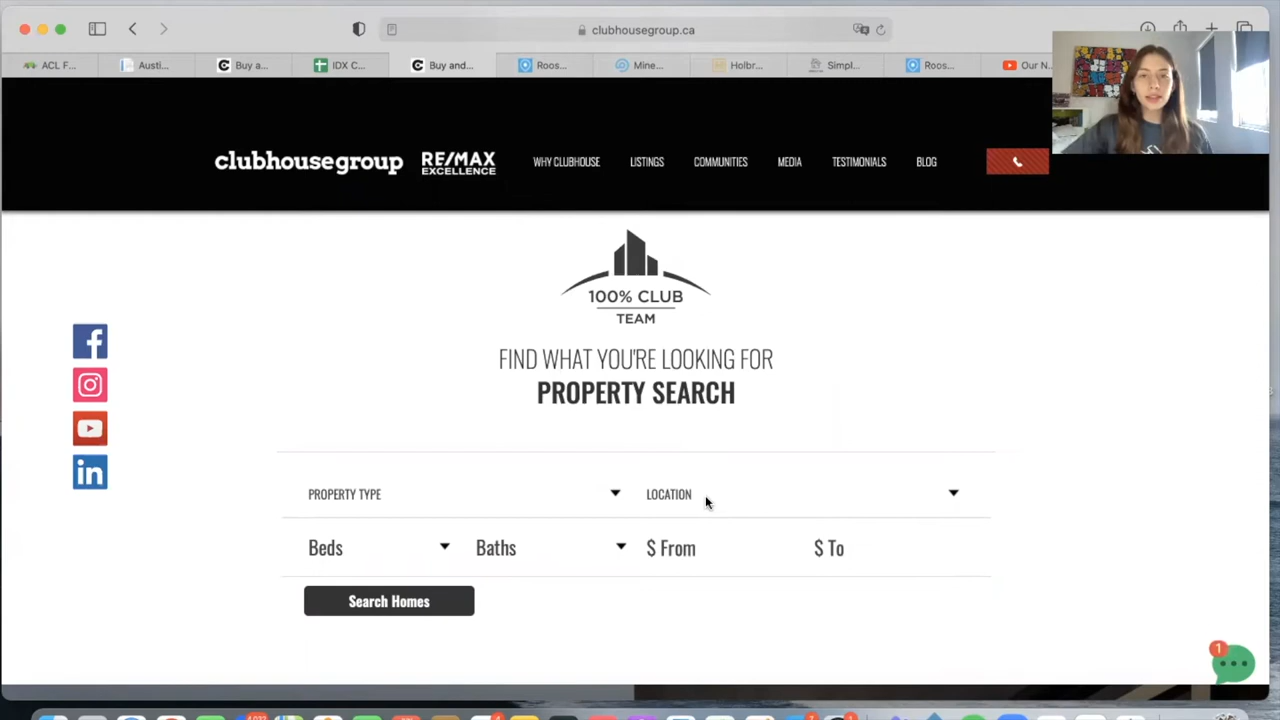 clubhousegroup.ca
ACL F...
Austi...
Buy a...
IDX C...
Buy and...
Roos...
Mine...
Holbr...
Simpl...
Roos...
Our N...
clubhousegroup
RE/MAX
EXCELLENCE
WHY CLUBHOUSE
LISTINGS
COMMUNITIES
MEDIA
TESTIMONIALS
BLOG
100% CLUB
TEAM
FIND WHAT YOU'RE LOOKING FOR
PROPERTY SEARCH
PROPERTY TYPE
LOCATION
Beds
Baths
$ From
$ To
Search Homes
1